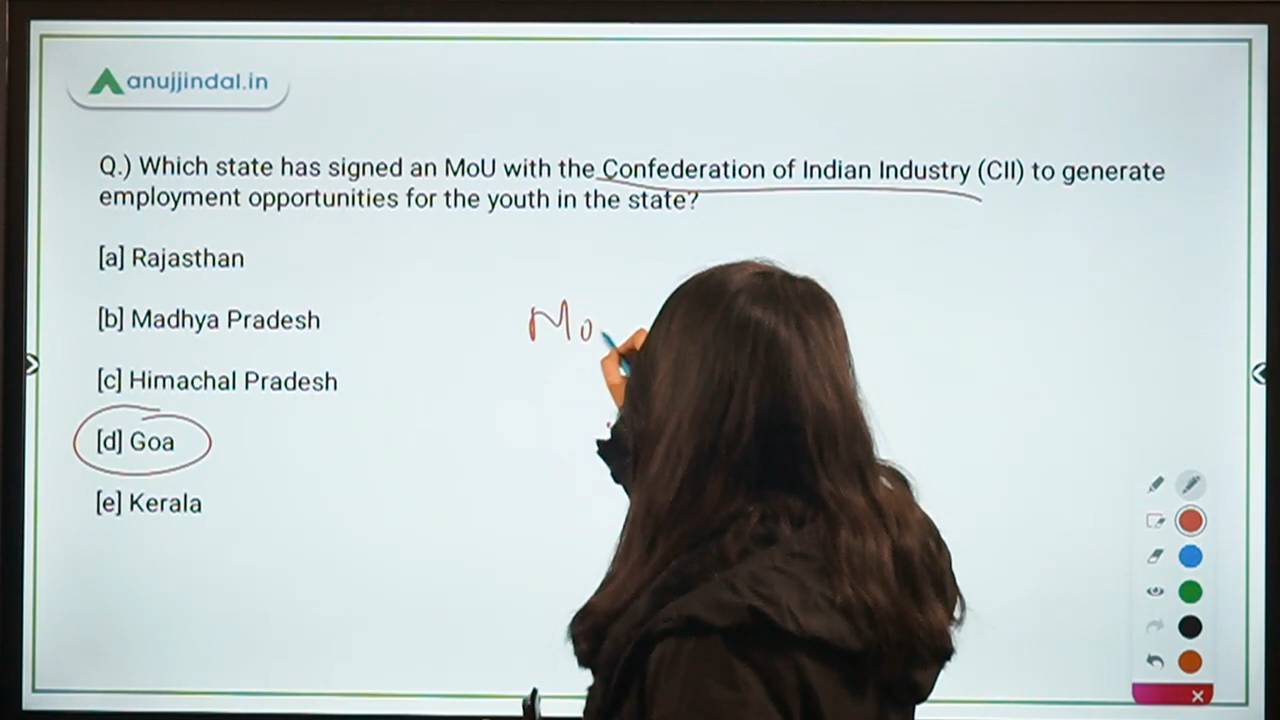 anujjindal.in
Q.) Which state has signed an MoU with the Confederation of Indian Industry (CII) to generate
employment opportunities for the youth in the state?
[a] Rajasthan
[b] Madhya Pradesh
Mo
[c] Himachal Pradesh
[d] Goa
[e] Kerala